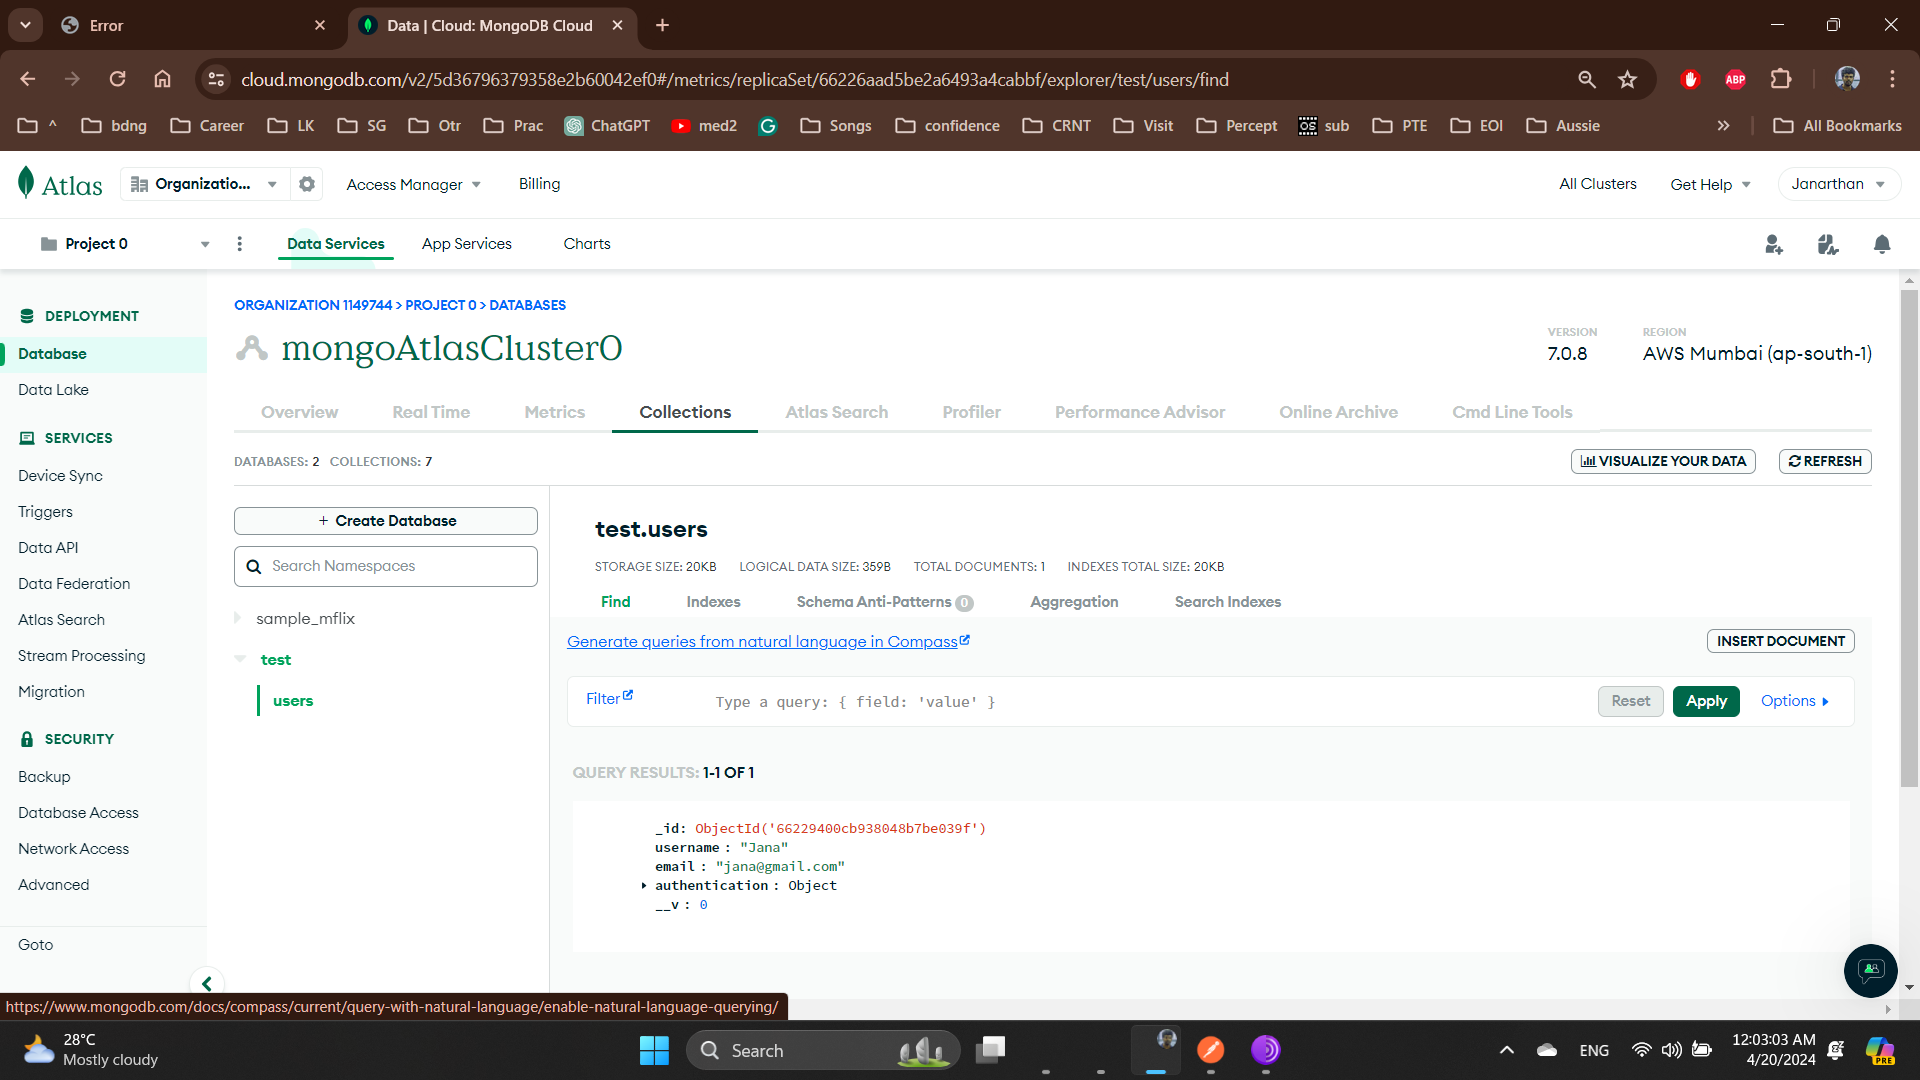 Error
Data | Cloud: MongoDB Cloud
cloud.mongodb.com/v2/5d36796379358e2b60042ef0#/metrics/replicaSet/66226aad5be2a6493a4cabbf/explorer/test/users/find
ABP
^ bdng Career LK SG Otr Prac ChatGPT med2 Songs confidence CRNT Visit Percept OS sub PTE EOI Aussie » All Bookmarks
Atlas Organizatio... Access Manager Billing All Clusters Get Help Janarthan
Project 0 Data Services App Services Charts
DEPLOYMENT
Database
Data Lake
SERVICES
Device Sync
Triggers
Data API
Data Federation
Atlas Search
Stream Processing
Migration
SECURITY
Backup
Database Access
Network Access
Advanced
Goto
ORGANIZATION 1149744 > PROJECT 0 > DATABASES
mongoAtlasCluster0
VERSION
7.0.8
REGION
AWS Mumbai (ap-south-1)
Overview Real Time Metrics Collections Atlas Search Profiler Performance Advisor Online Archive Cmd Line Tools
DATABASES: 2 COLLECTIONS: 7
VISUALIZE YOUR DATA REFRESH
+ Create Database
Search Namespaces
sample_mflix
test
users
test.users
STORAGE SIZE: 20KB LOGICAL DATA SIZE: 359B TOTAL DOCUMENTS: 1 INDEXES TOTAL SIZE: 20KB
Find Indexes Schema Anti-Patterns 0 Aggregation Search Indexes
Generate queries from natural language in Compass
INSERT DOCUMENT
Filter Type a query: { field: 'value' } Reset Apply Options
QUERY RESULTS: 1-1 OF 1
_id: ObjectId('66229400cb938048b7be039f')
username : "Jana"
email : "jana@gmail.com"
authentication : Object
__v : 0
https://www.mongodb.com/docs/compass/current/query-with-natural-language/enable-natural-language-querying/
28°C
Mostly cloudy
Search
ENG
12:03:03 AM
4/20/2024
PRE